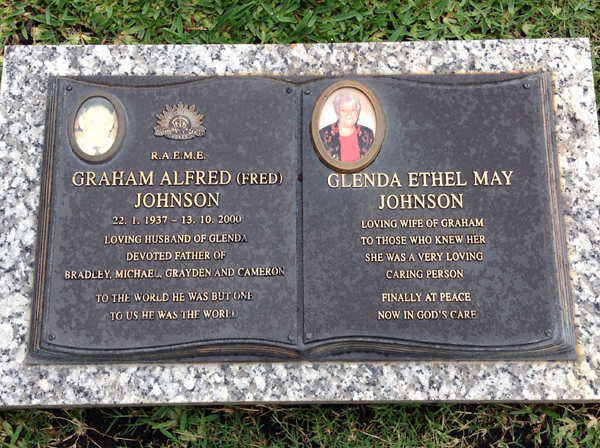 R.A.E.M.E.
GRAHAM ALFRED (FRED)
JOHNSON
22. 1. 1937 – 13. 10. 2000
LOVING HUSBAND OF GLENDA
DEVOTED FATHER OF
BRADLEY, MICHAEL, GRAYDEN AND CAMERON
TO THE WORLD HE WAS BUT ONE
TO US HE WAS THE WORLD
GLENDA ETHEL MAY
JOHNSON
LOVING WIFE OF GRAHAM
TO THOSE WHO KNEW HER
SHE WAS A VERY LOVING
CARING PERSON
FINALLY AT PEACE
NOW IN GOD'S CARE